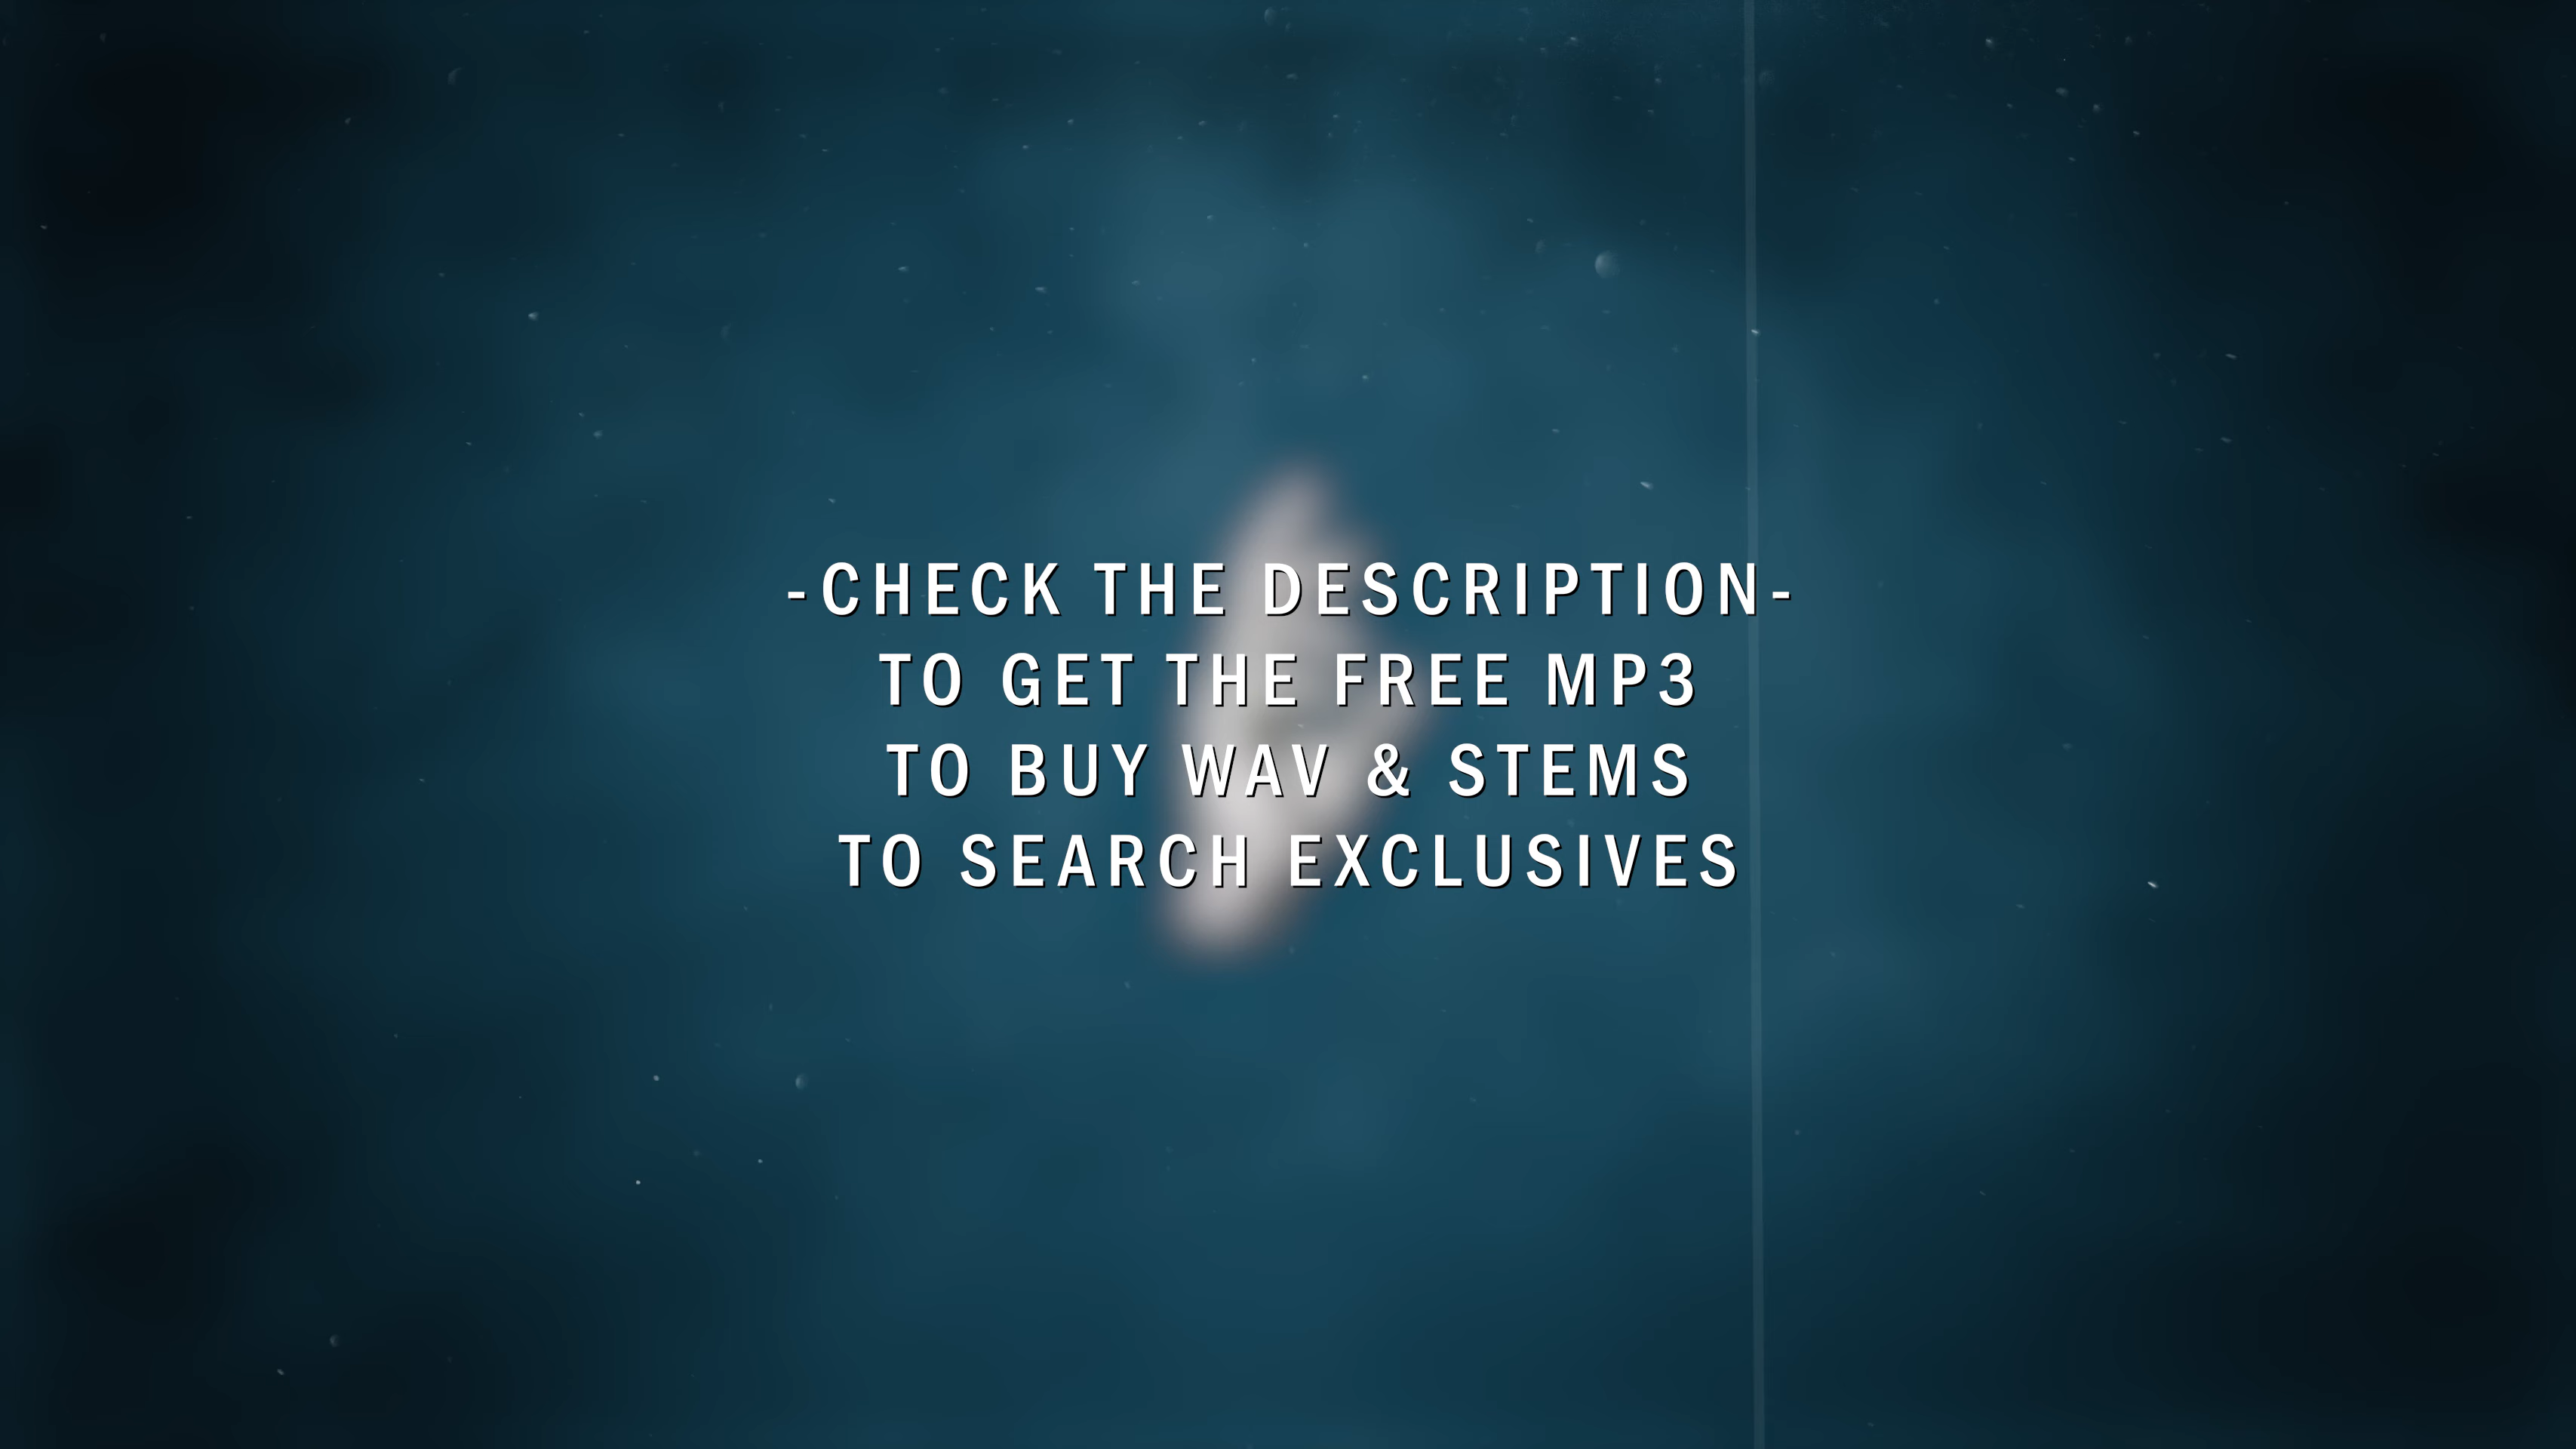 -CHECK THE DESCRIPTION-
TO GET THE FREE MP3
TO BUY WAV & STEMS
TO SEARCH EXCLUSIVES